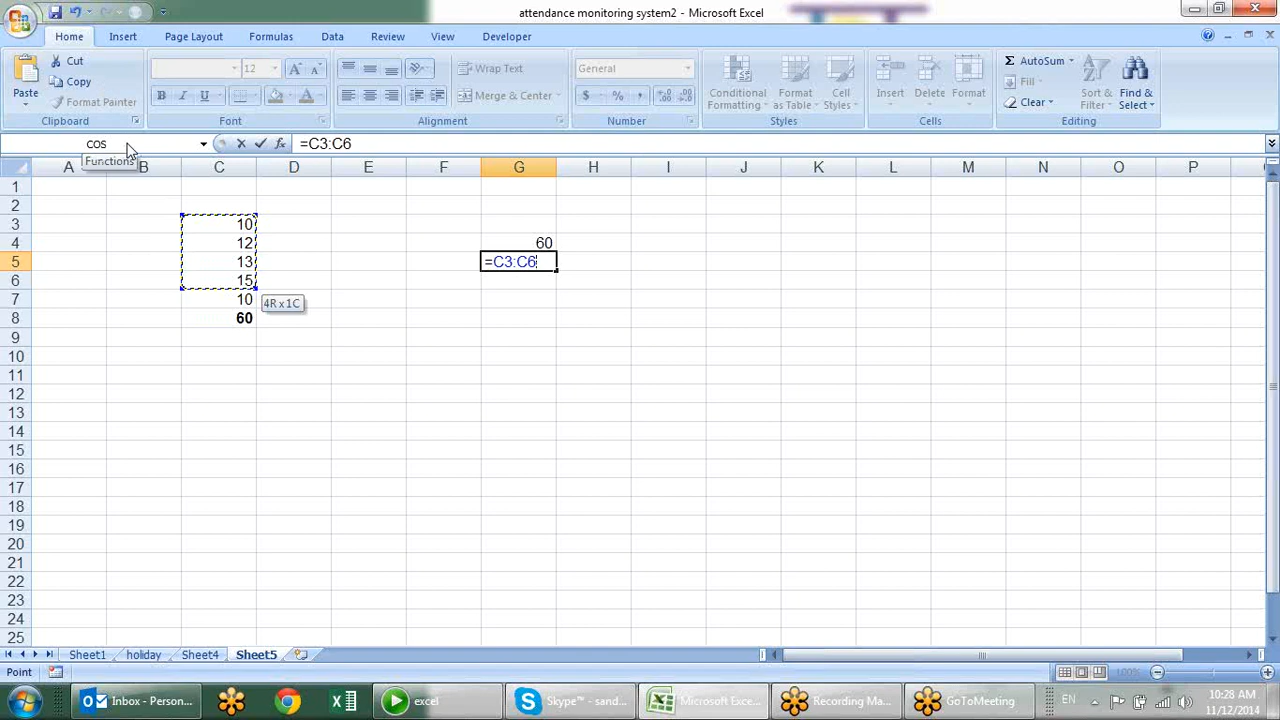 attendance monitoring system2 - Microsoft Excel
Home Insert Page Layout Formulas Data Review View Developer
Paste Cut Copy Format Painter Clipboard
12 Font
Wrap Text Merge & Center Alignment
General $ % , Number
Conditional Formatting Format as Table Cell Styles Styles
Insert Delete Format Cells
AutoSum Fill Clear Sort & Filter Find & Select Editing
COS =C3:C6
Functions
A B C D E F G H I J K L M N O P
1
2
3 10
4 12 60
5 13 =C3:C6
6 15
7 10 4R x 1C
8 60
9
10
11
12
13
14
15
16
17
18
19
20
21
22
23
24
25
Sheet1 holiday Sheet4 Sheet5
Point 100%
Inbox - Person... excel Skype™ - sand... Microsoft Exce... Recording Ma... GoToMeeting EN 10:28 AM
11/12/2014